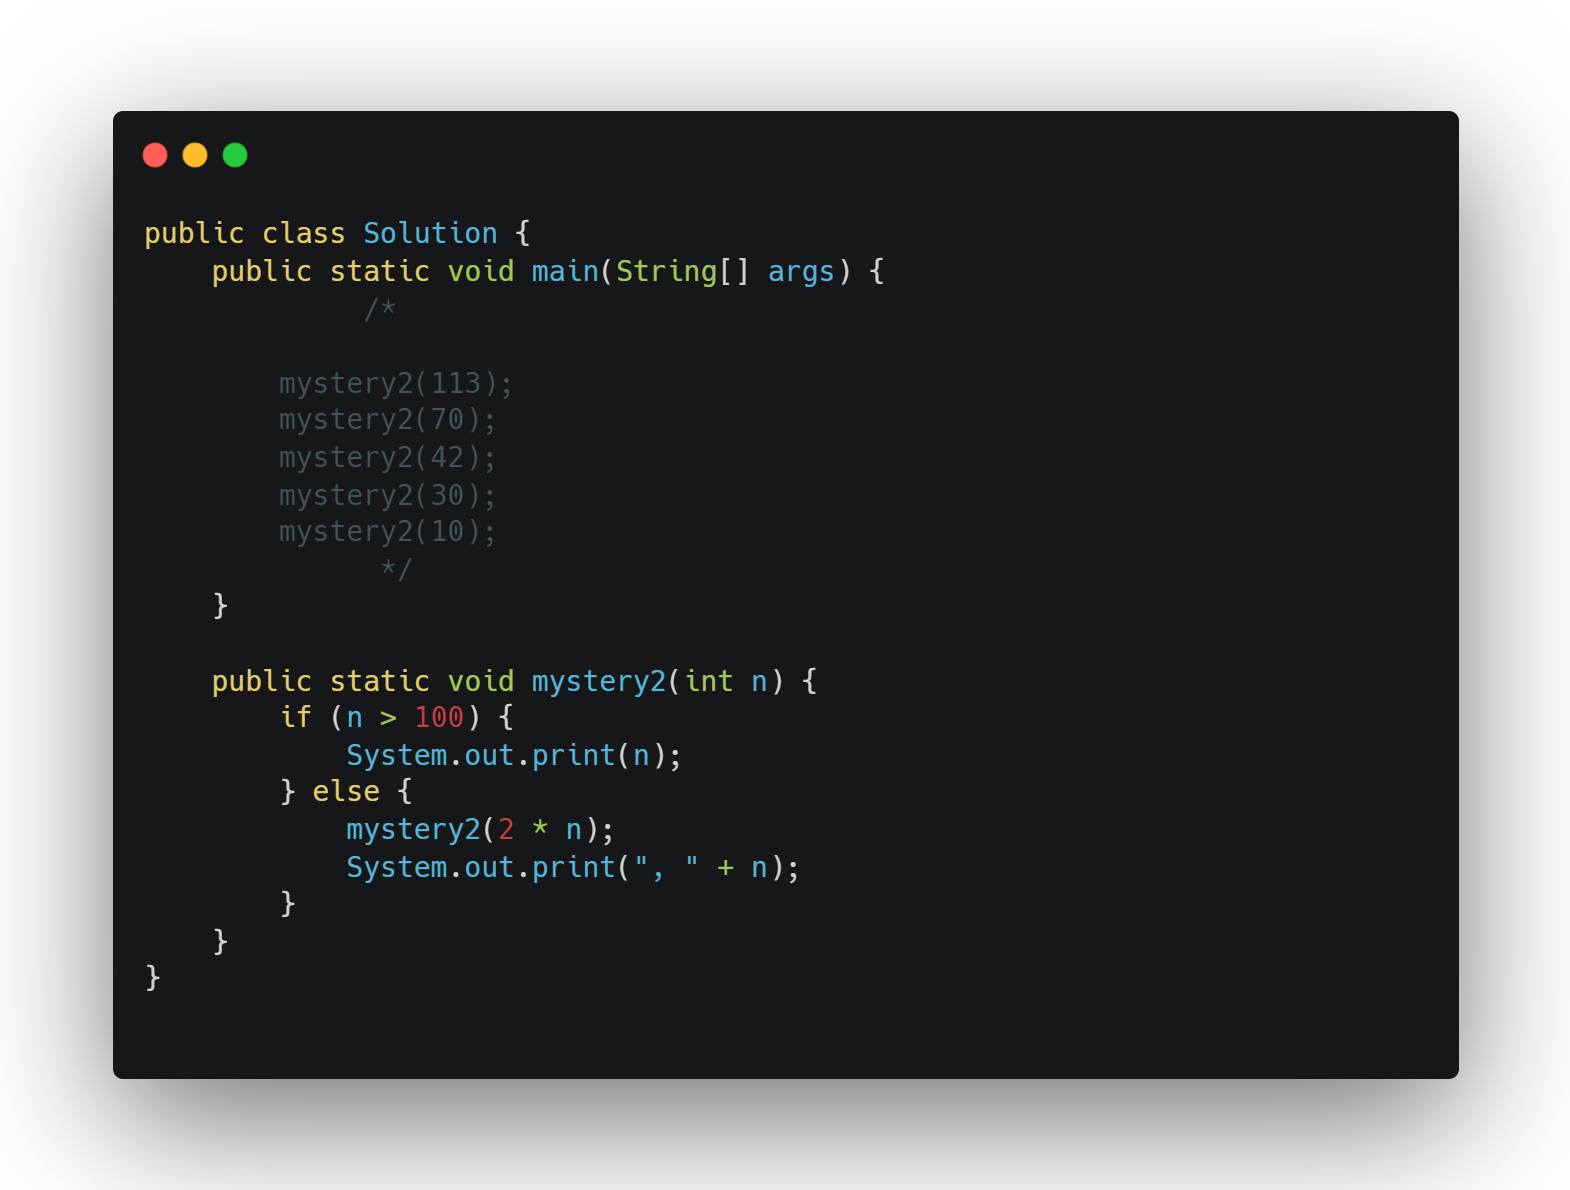 public class Solution {
    public static void main(String[] args) {
             /*

        mystery2(113);
        mystery2(70);
        mystery2(42);
        mystery2(30);
        mystery2(10);
              */
    }

    public static void mystery2(int n) {
        if (n > 100) {
            System.out.print(n);
        } else {
            mystery2(2 * n);
            System.out.print(", " + n);
        }
    }
}